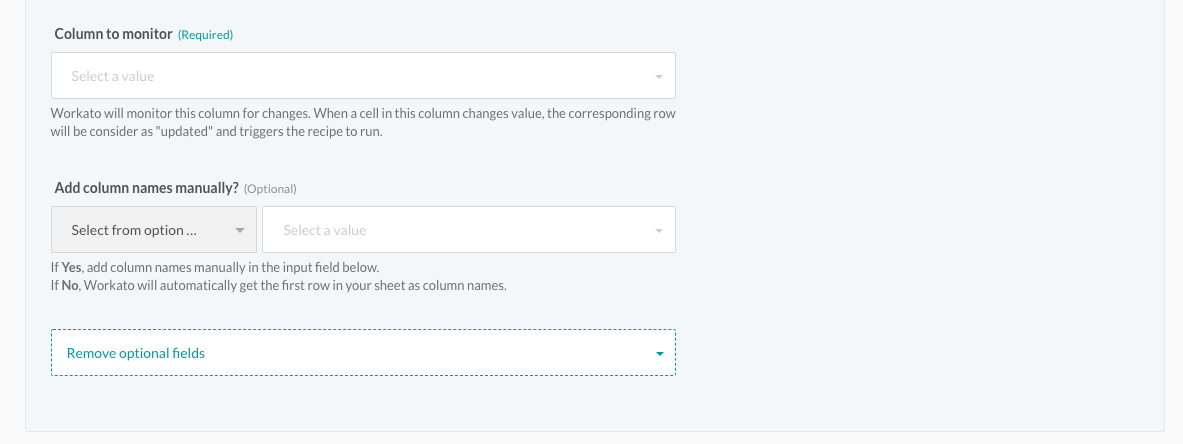 Column to monitor (Required)
Select a value
Workato will monitor this column for changes. When a cell in this column changes value, the corresponding row
will be consider as "updated" and triggers the recipe to run.
Add column names manually? (Optional)
Select from option ... Select a value
If Yes, add column names manually in the input field below.
If No, Workato will automatically get the first row in your sheet as column names.
Remove optional fields